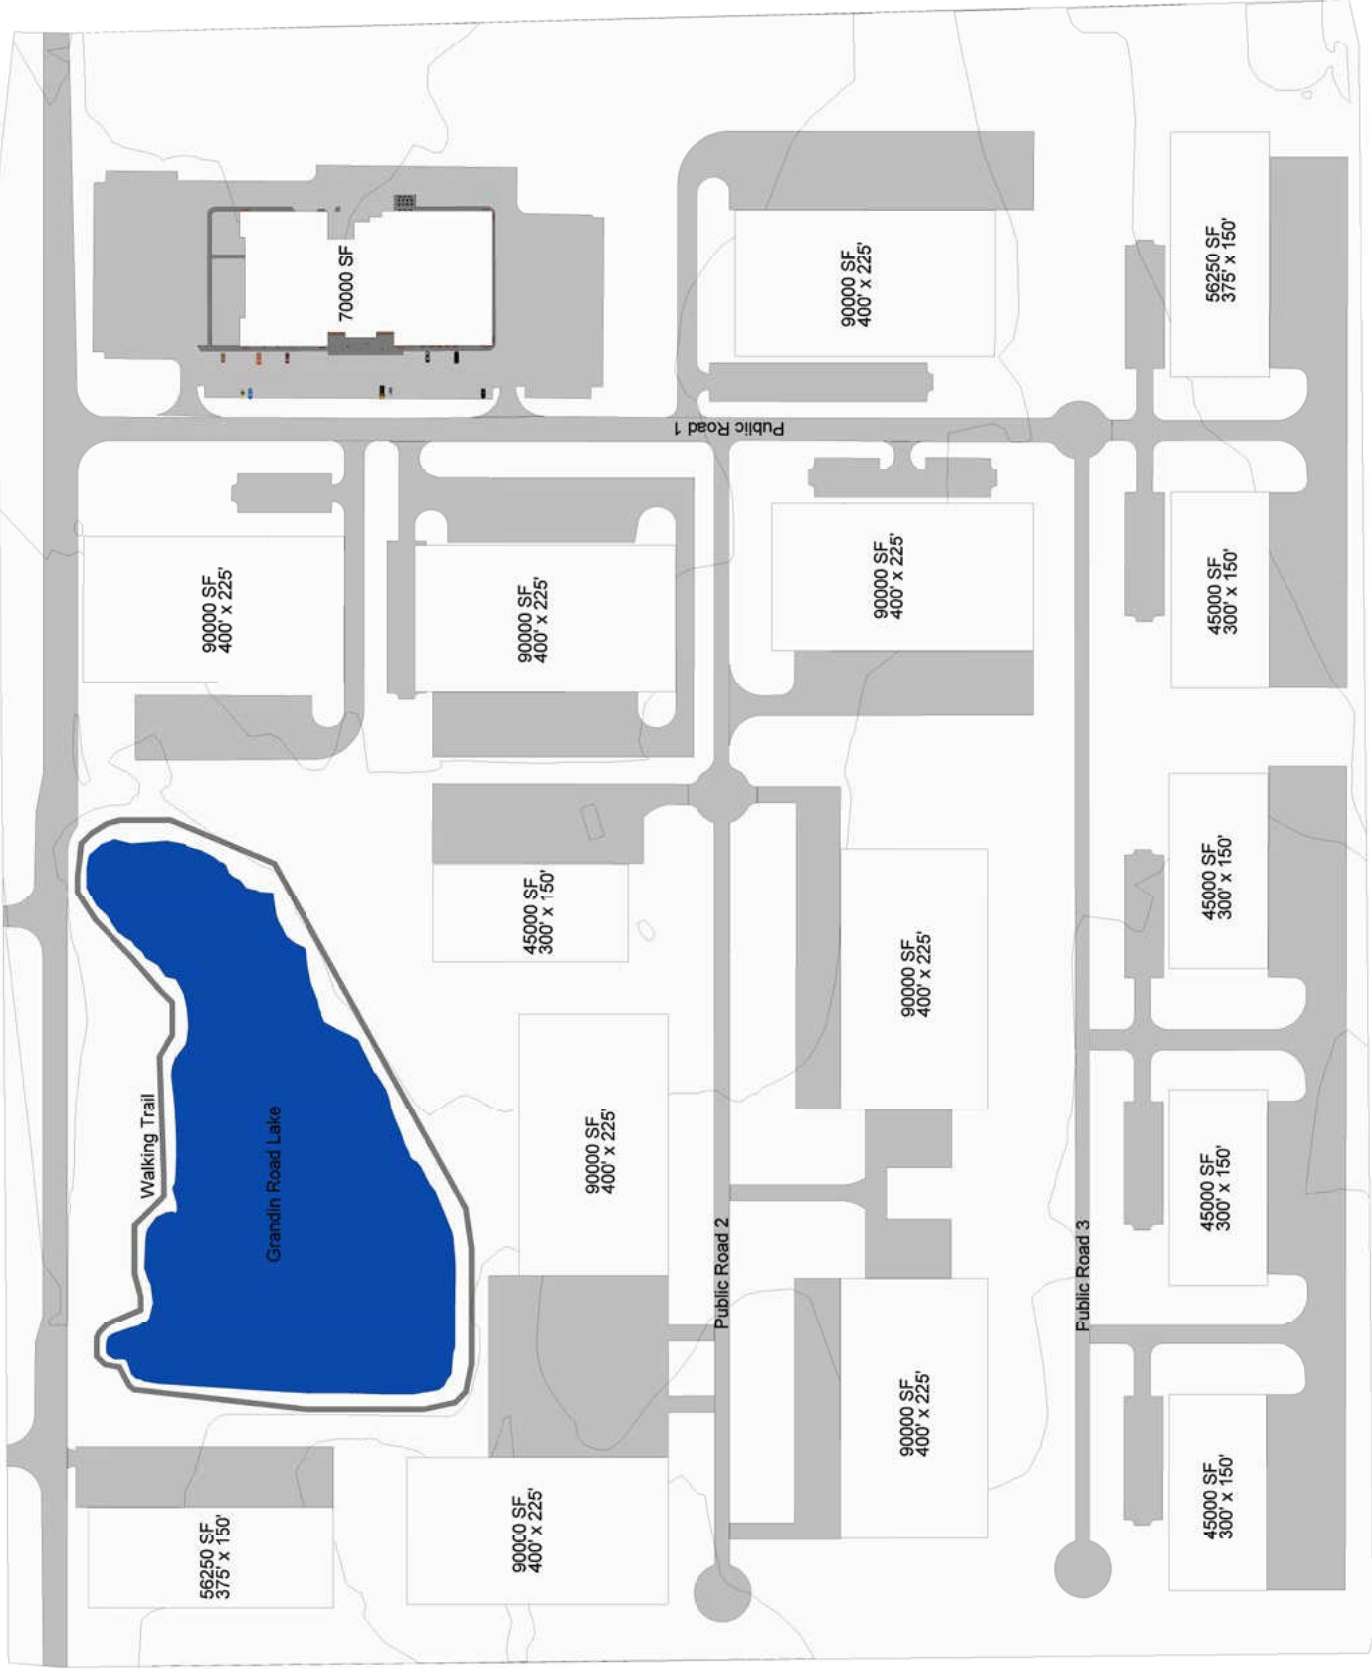 70000 SF
90000 SF
400' x 225'
56250 SF
375' x 150'
Public Road 1
90000 SF
400' x 225'
90000 SF
400' x 225'
90000 SF
400' x 225'
45000 SF
300' x 150'
45000 SF
300' x 150'
45000 SF
300' x 150'
90000 SF
400' x 225'
Walking Trail
Grandin Road Lake
90000 SF
400' x 225'
45000 SF
300' x 150'
Public Road 2
Public Road 3
56250 SF
375' x 150'
90000 SF
400' x 225'
90000 SF
400' x 225'
45000 SF
300' x 150'